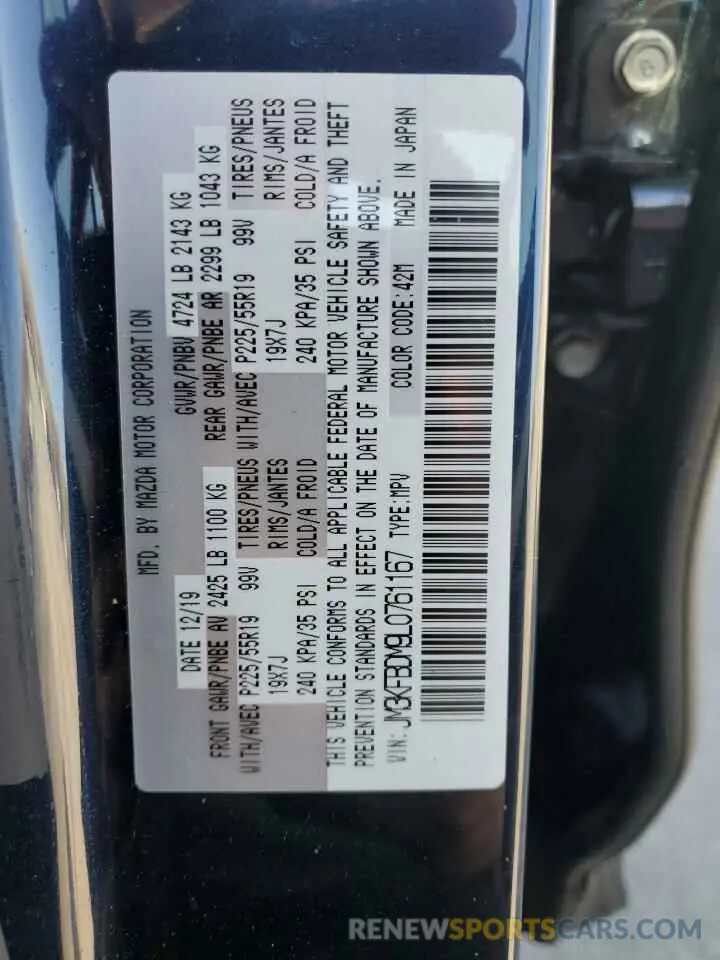 MFD. BY MAZDA MOTOR CORPORATION
DATE 12/19 GVWR/PNBV 4724 LB 2143 KG
FRONT GAWR/PNBE AV 2425 LB 1100 KG REAR GAWR/PNBE AR 2299 LB 1043 KG
WITH/AVEC P225/55R19 99V TIRES/PNEUS WITH/AVEC P225/55R19 99V TIRES/PNEUS
19X7J RIMS/JANTES 19X7J RIMS/JANTES
240 KPA/35 PSI COLD/A FROID 240 KPA/35 PSI COLD/A FROID
THIS VEHICLE CONFORMS TO ALL APPLICABLE FEDERAL MOTOR VEHICLE SAFETY AND THEFT
PREVENTION STANDARDS IN EFFECT ON THE DATE OF MANUFACTURE SHOWN ABOVE.
VIN: JM3KFBDM9L0761167 TYPE:MPV COLOR CODE:42M MADE IN JAPAN
RENEWSPORTSCARS.COM